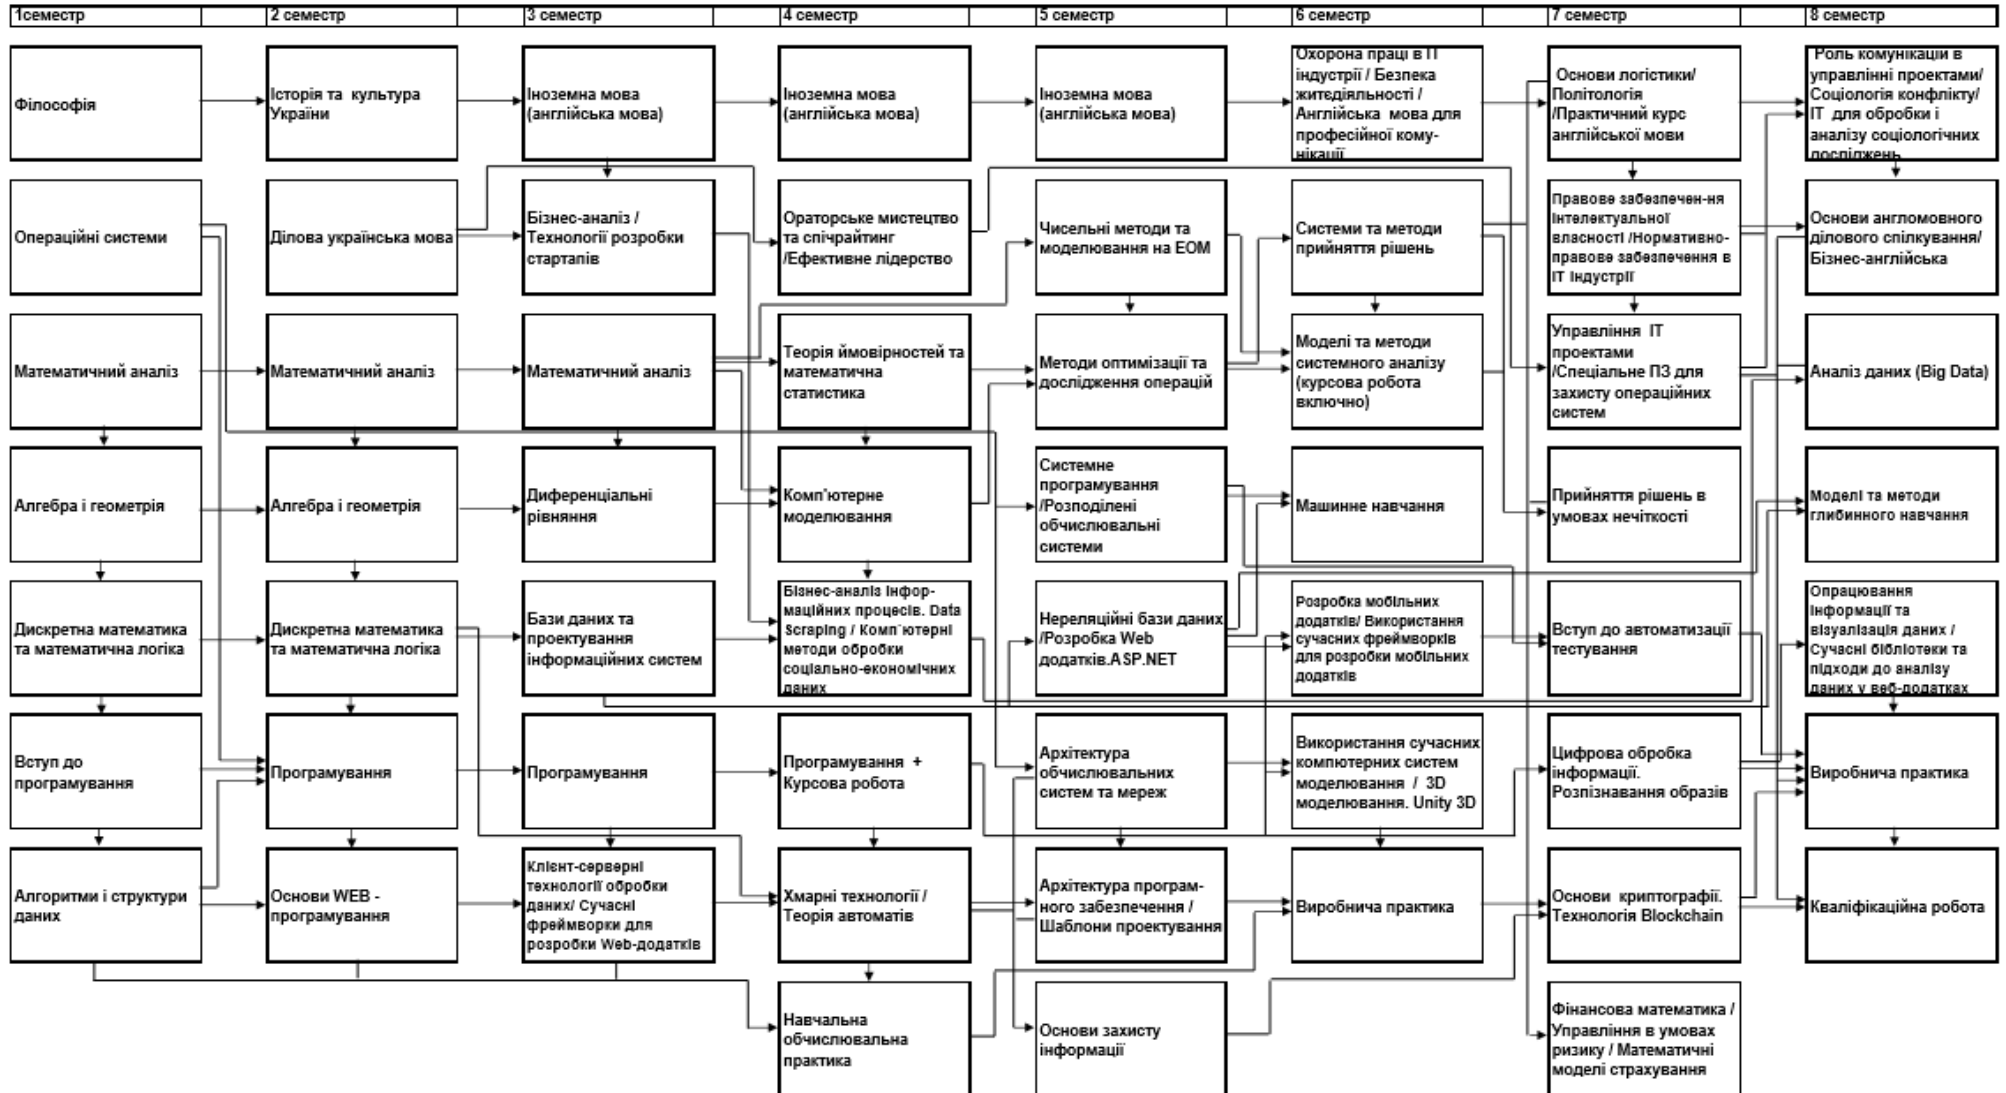 1семестр
2 семестр
3 семестр
4 семестр
5 семестр
6 семестр
7 семестр
8 семестр
Філософія
Історія та культура
України
Іноземна мова
(англійська мова)
Іноземна мова
(англійська мова)
Іноземна мова
(англійська мова)
Охорона праці в ІТ
індустрії / Безпека
житєдіяльності /
Англійська мова для
професійної кому-
нікації
Основи логістики/
Політологія
/Практичний курс
англійської мови
Роль комунікацій в
управлінні проектами/
Соціологія конфлікту/
ІТ для обробки і
аналізу соціологічних
досліджень
Операційні системи
Ділова українська мова
Бізнес-аналіз /
Технології розробки
стартапів
Ораторське мистецтво
та спічрайтинг
/Ефективне лідерство
Чисельні методи та
моделювання на ЕОМ
Системи та методи
прийняття рішень
Правове забезпечен-ня
інтелектуальної
власності /Нормативно-
правове забезпечення в
ІТ індустрії
Основи англомовного
ділового спілкування/
Бізнес-англійська
Математичний аналіз
Математичний аналіз
Математичний аналіз
Теорія ймовірностей та
математична
статистика
Методи оптимізації та
дослідження операцій
Моделі та методи
системного аналізу
(курсова робота
включно)
Управління ІТ
проектами
/Спеціальне ПЗ для
захисту операційних
систем
Аналіз даних (Big Data)
Алгебра і геометрія
Алгебра і геометрія
Диференціальні
рівняння
Комп'ютерне
моделювання
Системне
програмування
/Розподілені
обчислювальні
системи
Машинне навчання
Прийняття рішень в
умовах нечіткості
Моделі та методи
глибинного навчання
Дискретна математика
та математична логіка
Дискретна математика
та математична логіка
Бази даних та
проектування
інформаційних систем
Бізнес-аналіз інфор-
маційних процесів. Data
Scraping / Комп'ютерні
методи обробки
соціально-економічних
даних
Нереляційні бази даних
/Розробка Web
додатків.ASP.NET
Розробка мобільних
додатків/ Використання
сучасних фреймворків
для розробки мобільних
додатків
Вступ до автоматизації
тестування
Опрацювання
інформації та
візуалізація даних /
Сучасні бібліотеки та
підходи до аналізу
даних у веб-додатках
Вступ до
програмування
Програмування
Програмування
Програмування +
Курсова робота
Архітектура
обчислювальних
систем та мереж
Використання сучасних
компютерних систем
моделювання / 3D
моделювання. Unity 3D
Цифрова обробка
інформації.
Розпізнавання образів
Виробнича практика
Алгоритми і структури
даних
Основи WEB -
програмування
Клієнт-серверні
технології обробки
даних/ Сучасні
фреймворки для
розробки Web-додатків
Хмарні технології /
Теорія автоматів
Архітектура програм-
ного забезпечення /
Шаблони проектування
Виробнича практика
Основи криптографії.
Технологія Blockchain
Кваліфікаційна робота
Навчальна
обчислювальна
практика
Основи захисту
інформації
Фінансова математика /
Управління в умовах
ризику / Математичні
моделі страхування